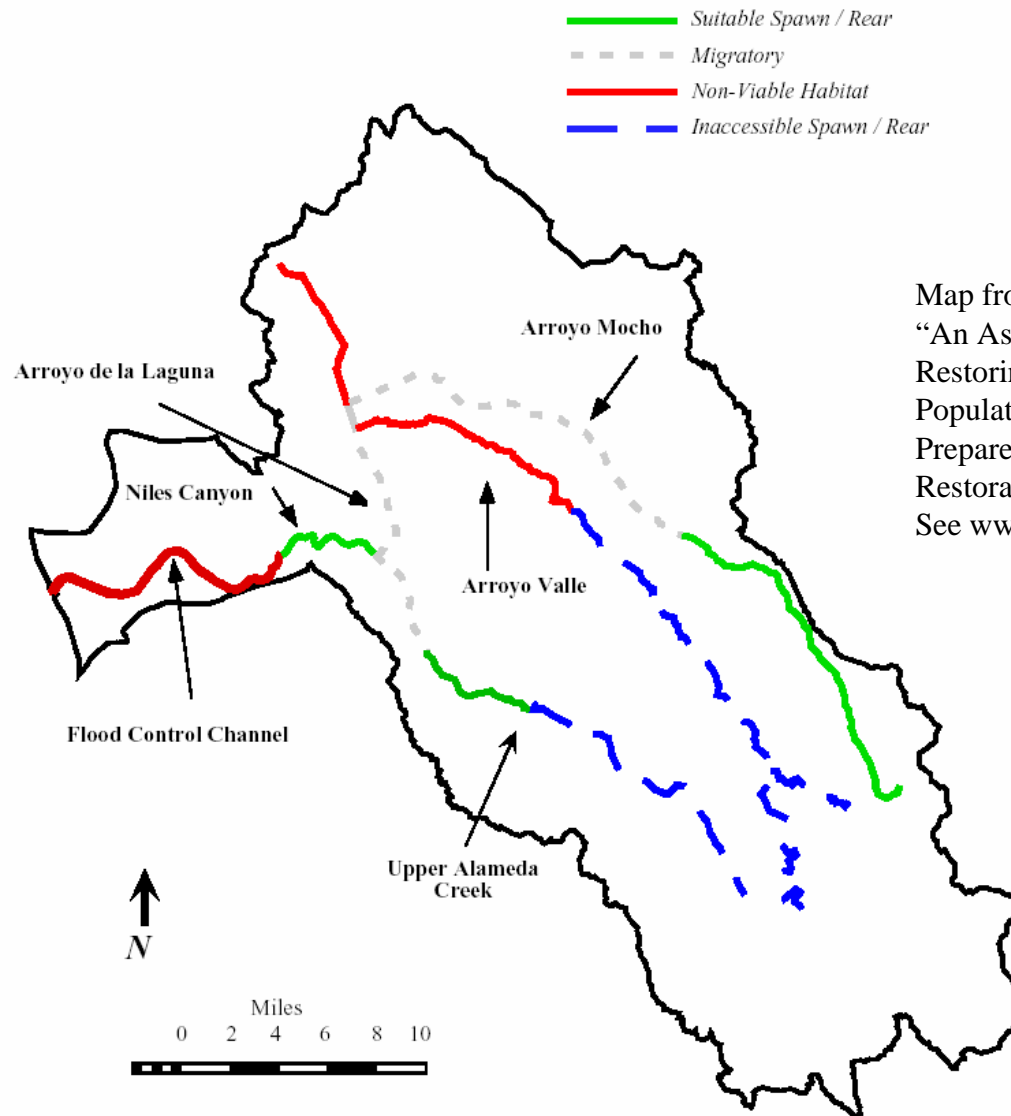 Suitable Spawn / Rear
Migratory
Non-Viable Habitat
Inaccessible Spawn / Rear
Map fro
“An As
Restorin
Populat
Prepare
Restora
See ww
Arroyo Mocho
Arroyo de la Laguna
Niles Canyon
Arroyo Valle
Flood Control Channel
Upper Alameda
Creek
N
Miles
0 2 4 6 8 10